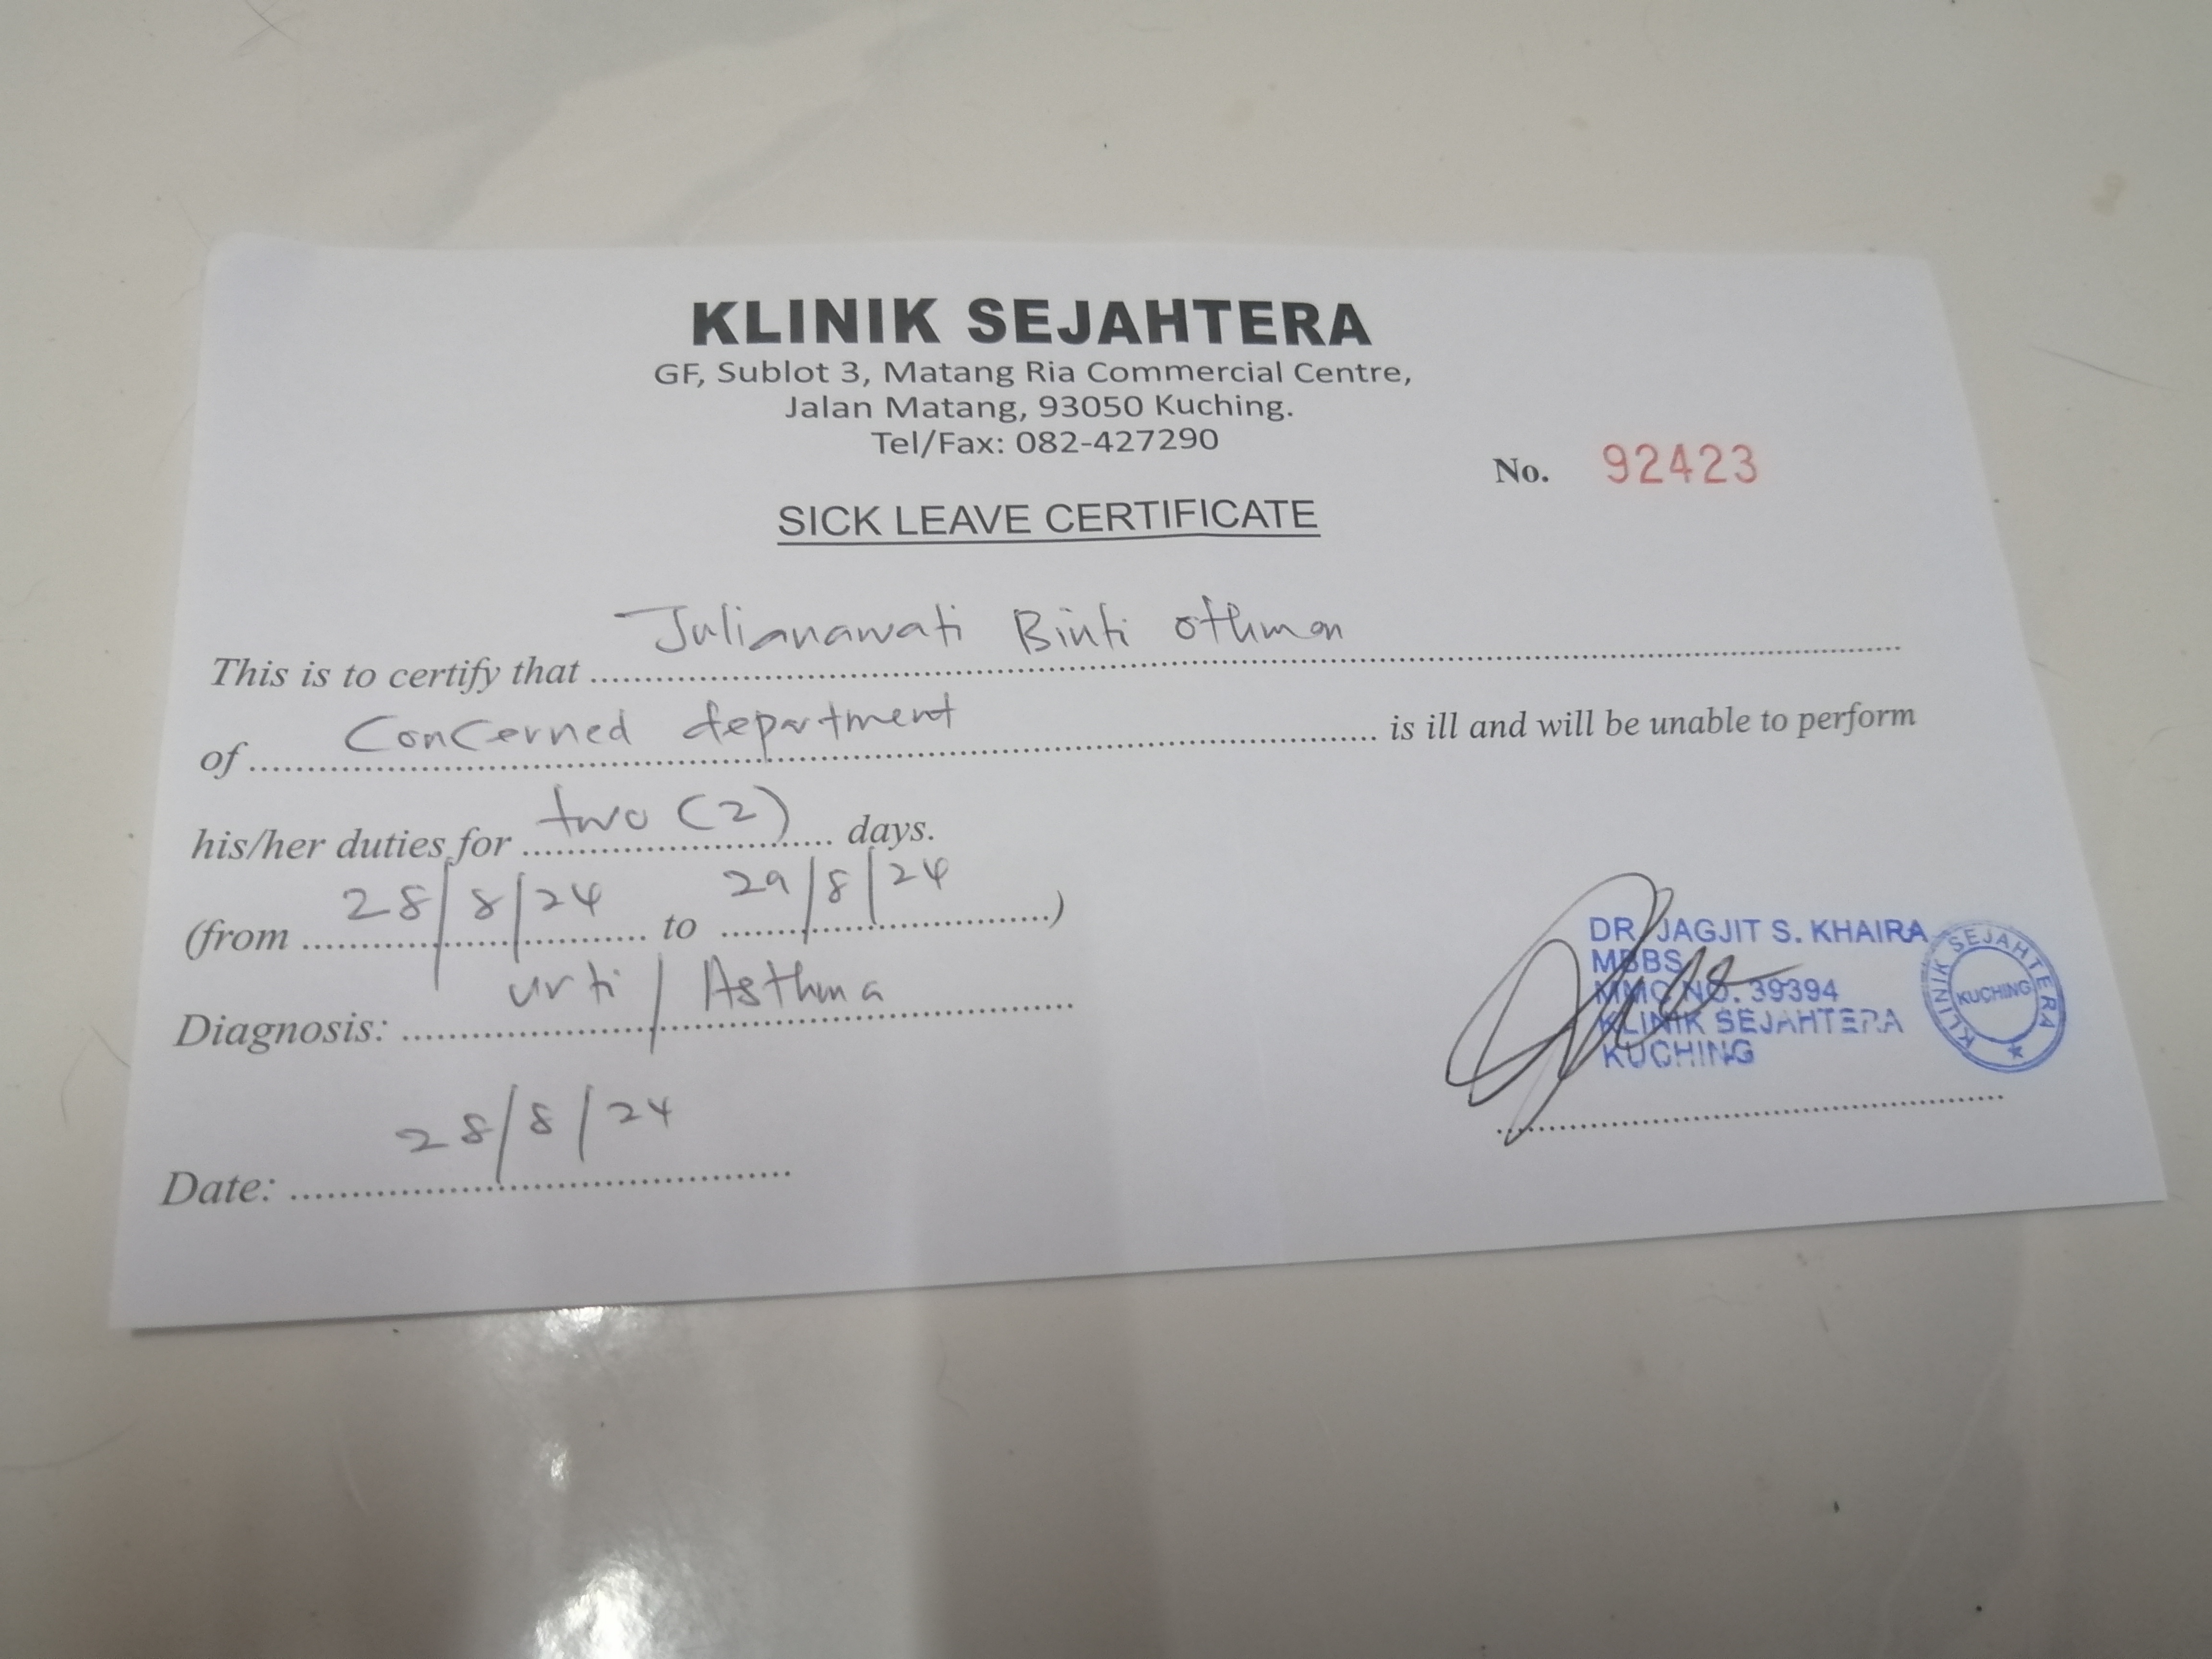 KLINIK SEJAHTERA
GF, Sublot 3, Matang Ria Commercial Centre,
Jalan Matang, 93050 Kuching.
Tel/Fax: 082-427290
No. 92423
SICK LEAVE CERTIFICATE
This is to certify that Julianawati Binti Othman
of Concerned department is ill and will be unable to perform
his/her duties for two (2) days.
(from 28/8/24 to 29/8/24)
Diagnosis: urti / Asthma
Date: 28/8/24
DR. JAGJIT S. KHAIRA
MBBS
MMC NO. 39394
KLINIK SEJAHTERA
KUCHING
KLINIK SEJAHTERA
KUCHING